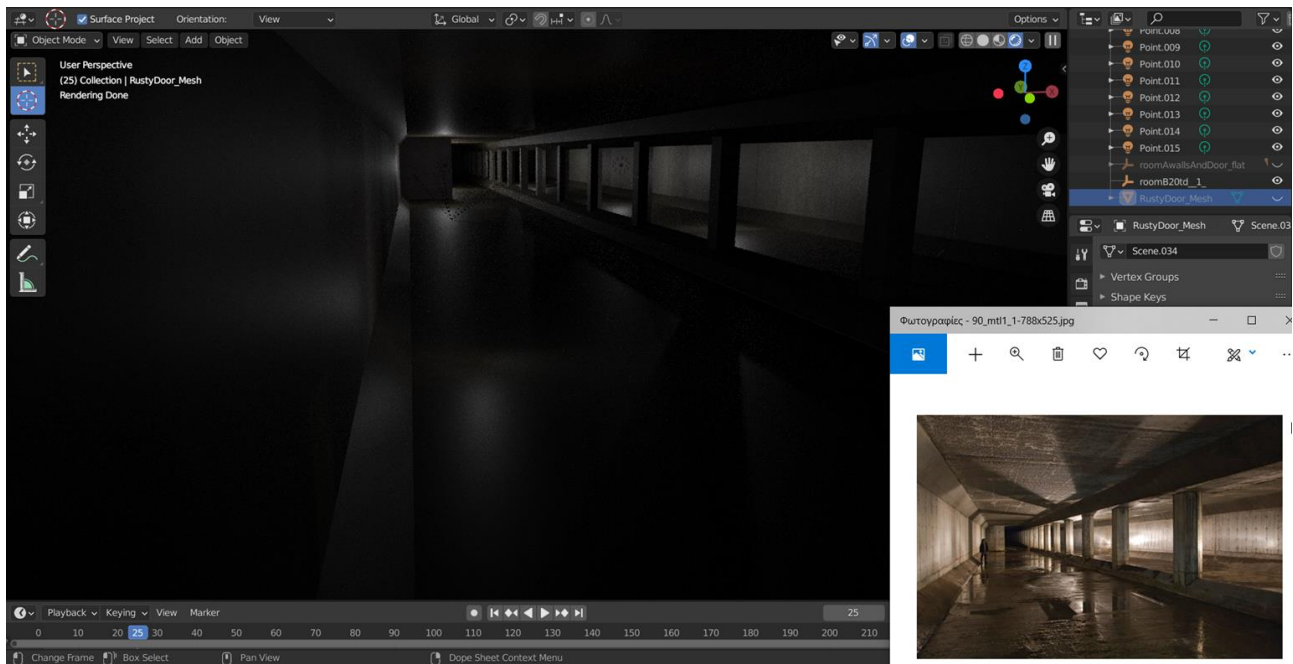 Surface Project Orientation: View Global Options
Object Mode View Select Add Object
User Perspective
(25) Collection | RustyDoor_Mesh
Rendering Done
X
Y
Z
Point.008
Point.009
Point.010
Point.011
Point.012
Point.013
Point.014
Point.015
roomAwallsAndDoor_flat
roomB20td__1_
RustyDoor_Mesh
RustyDoor_Mesh Scene.03
Scene.034
Vertex Groups
Shape Keys
Φωτογραφίες - 90_mtl1_1-788x525.jpg
Playback Keying View Marker 25
0 10 20 25 30 40 50 60 70 80 90 100 110 120 130 140 150 160 170 180 190 200 210
Change Frame Box Select Pan View Dope Sheet Context Menu